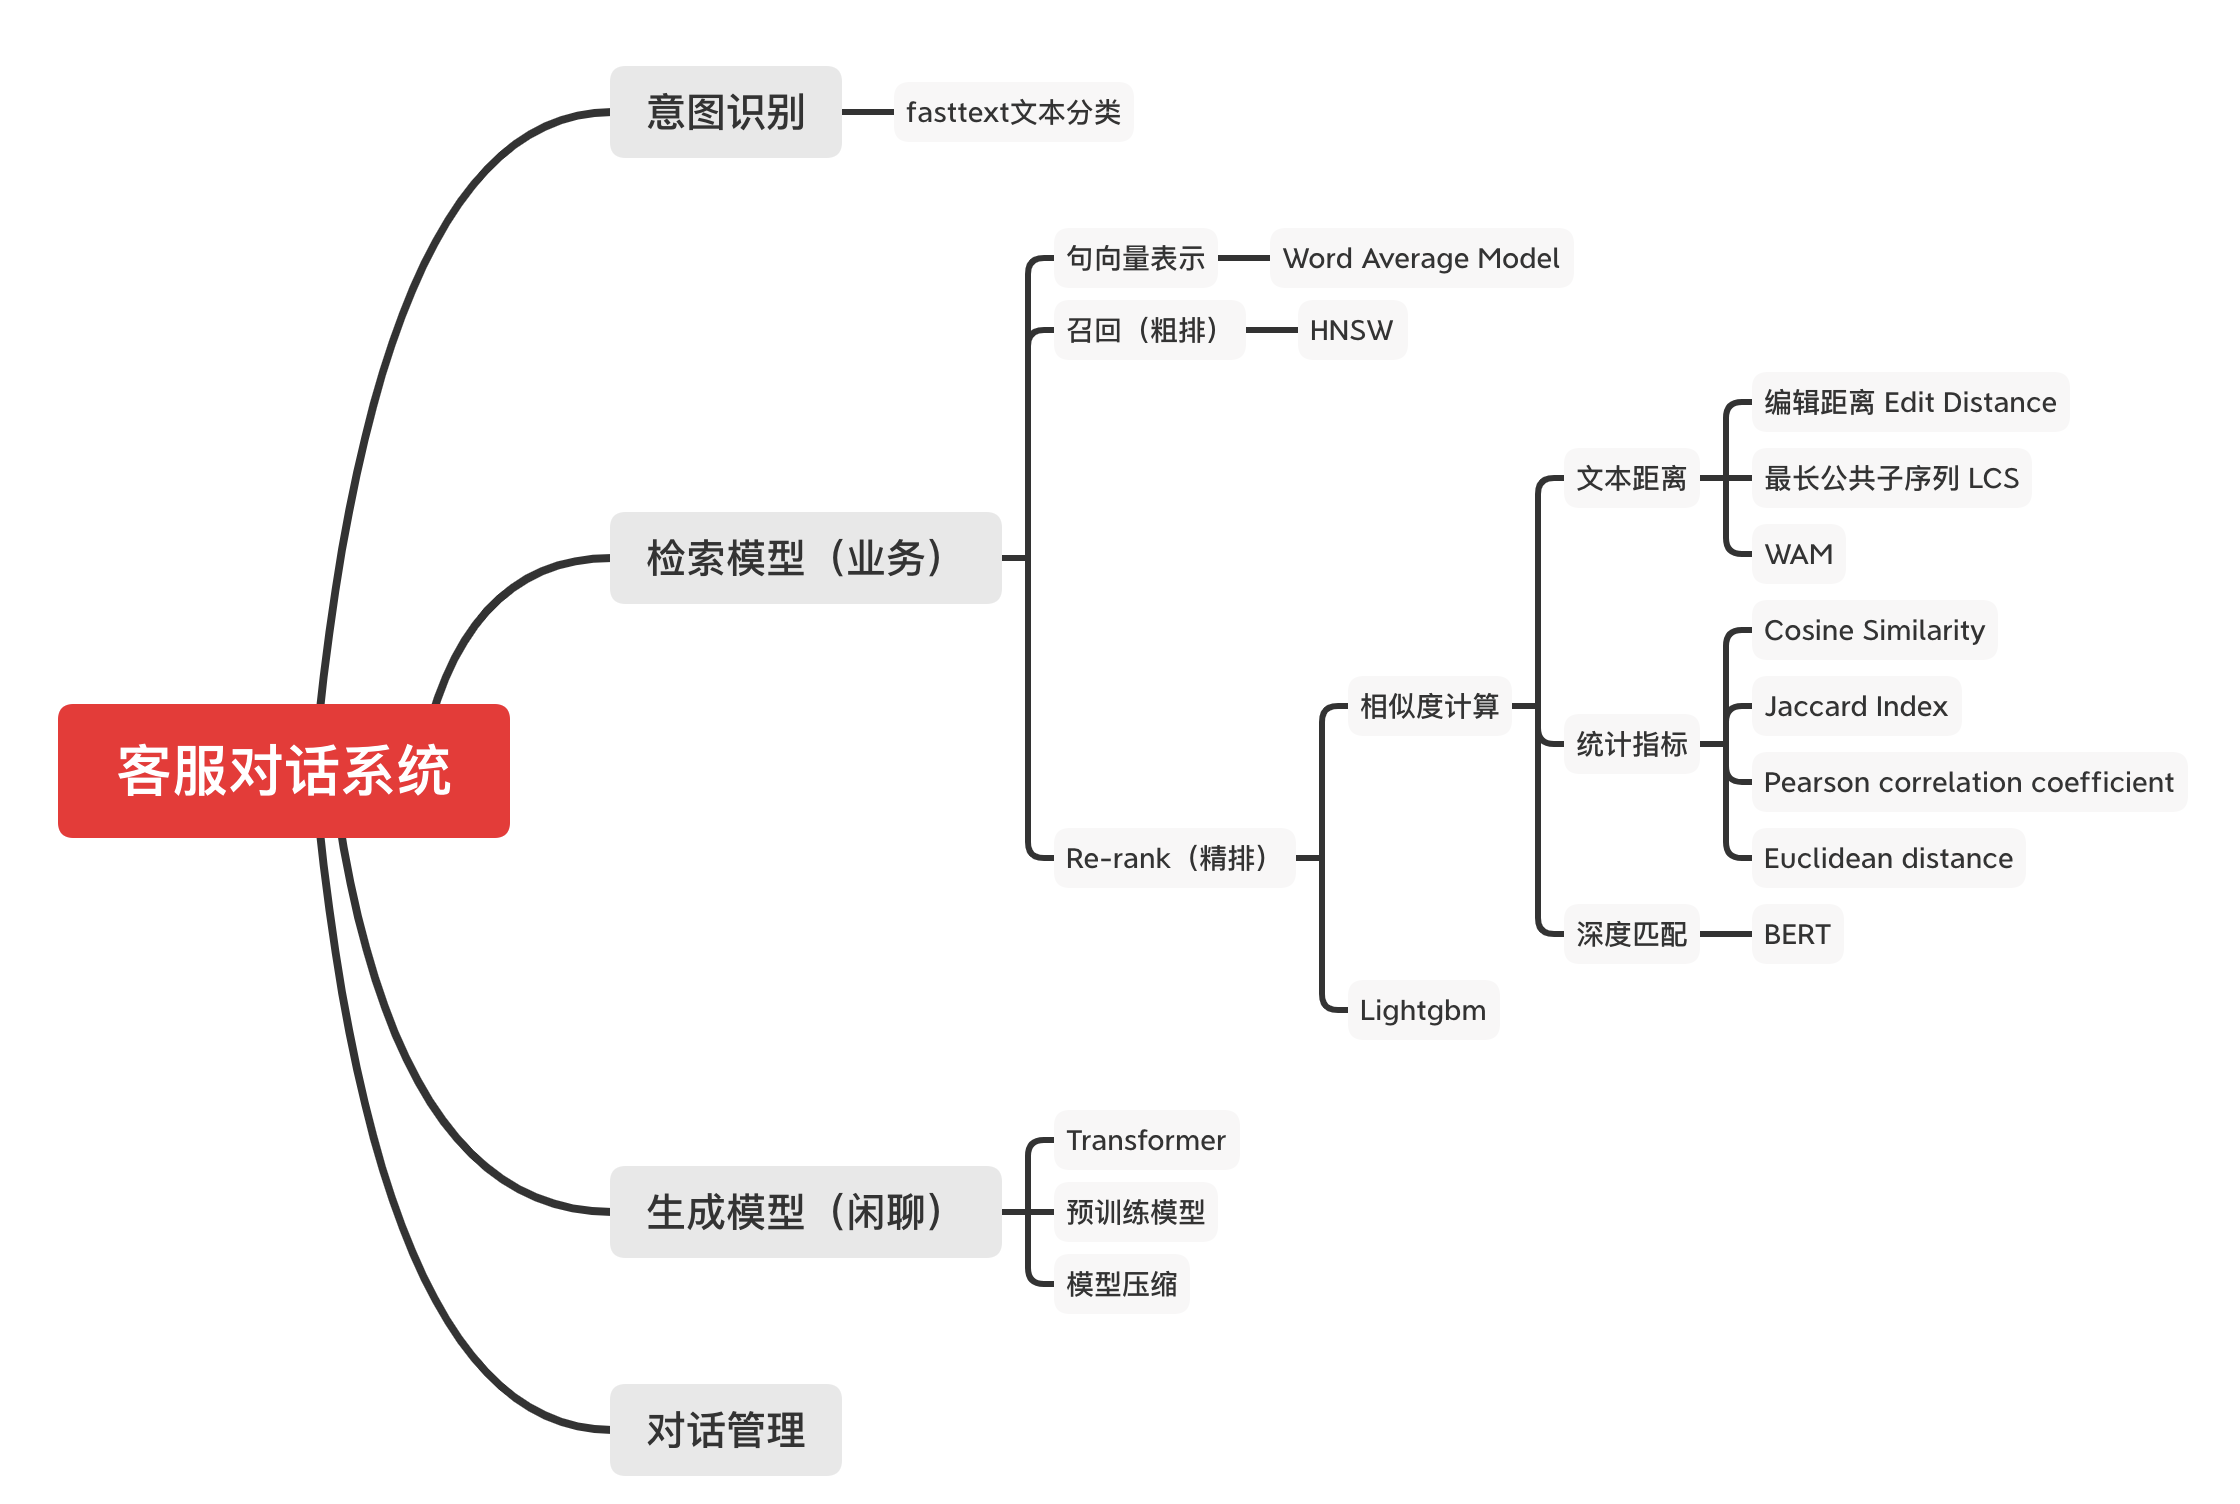 客服对话系统
意图识别
fasttext文本分类
检索模型（业务）
句向量表示
Word Average Model
召回（粗排）
HNSW
Re-rank（精排）
相似度计算
文本距离
编辑距离 Edit Distance
最长公共子序列 LCS
WAM
统计指标
Cosine Similarity
Jaccard Index
Pearson correlation coefficient
Euclidean distance
深度匹配
BERT
Lightgbm
生成模型（闲聊）
Transformer
预训练模型
模型压缩
对话管理